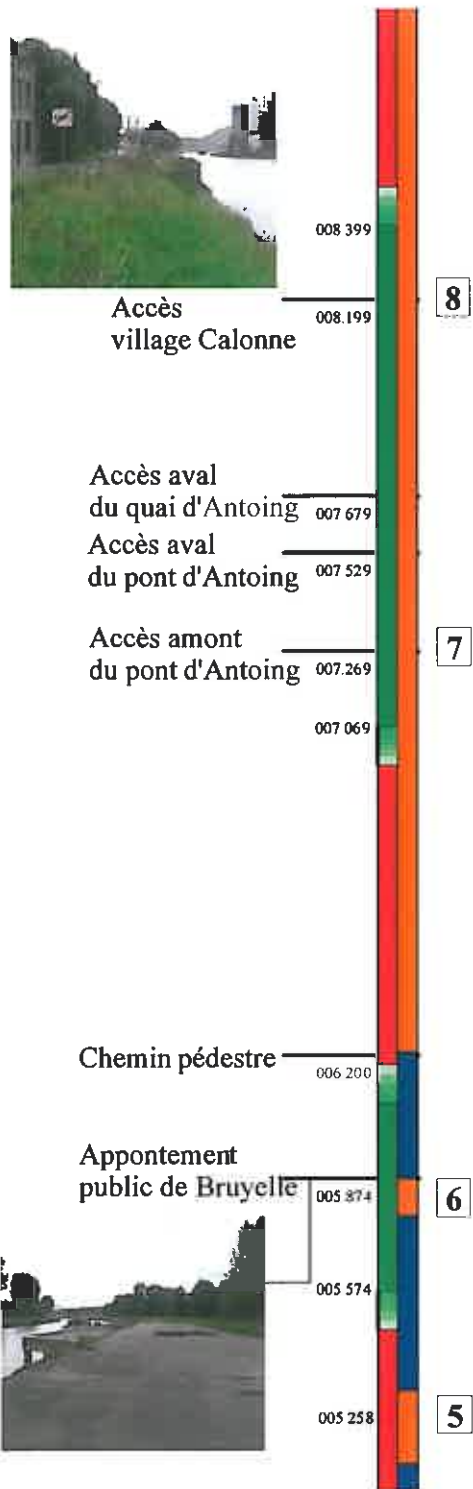 008 399
Accès
village Calonne
008.199
8
Accès aval
du quai d'Antoing
007 679
Accès aval
du pont d'Antoing
007 529
Accès amont
du pont d'Antoing
007.269
7
007 069
Chemin pédestre
006 200
Appontement
public de Bruyelle
005 874
6
005 574
005 258
5